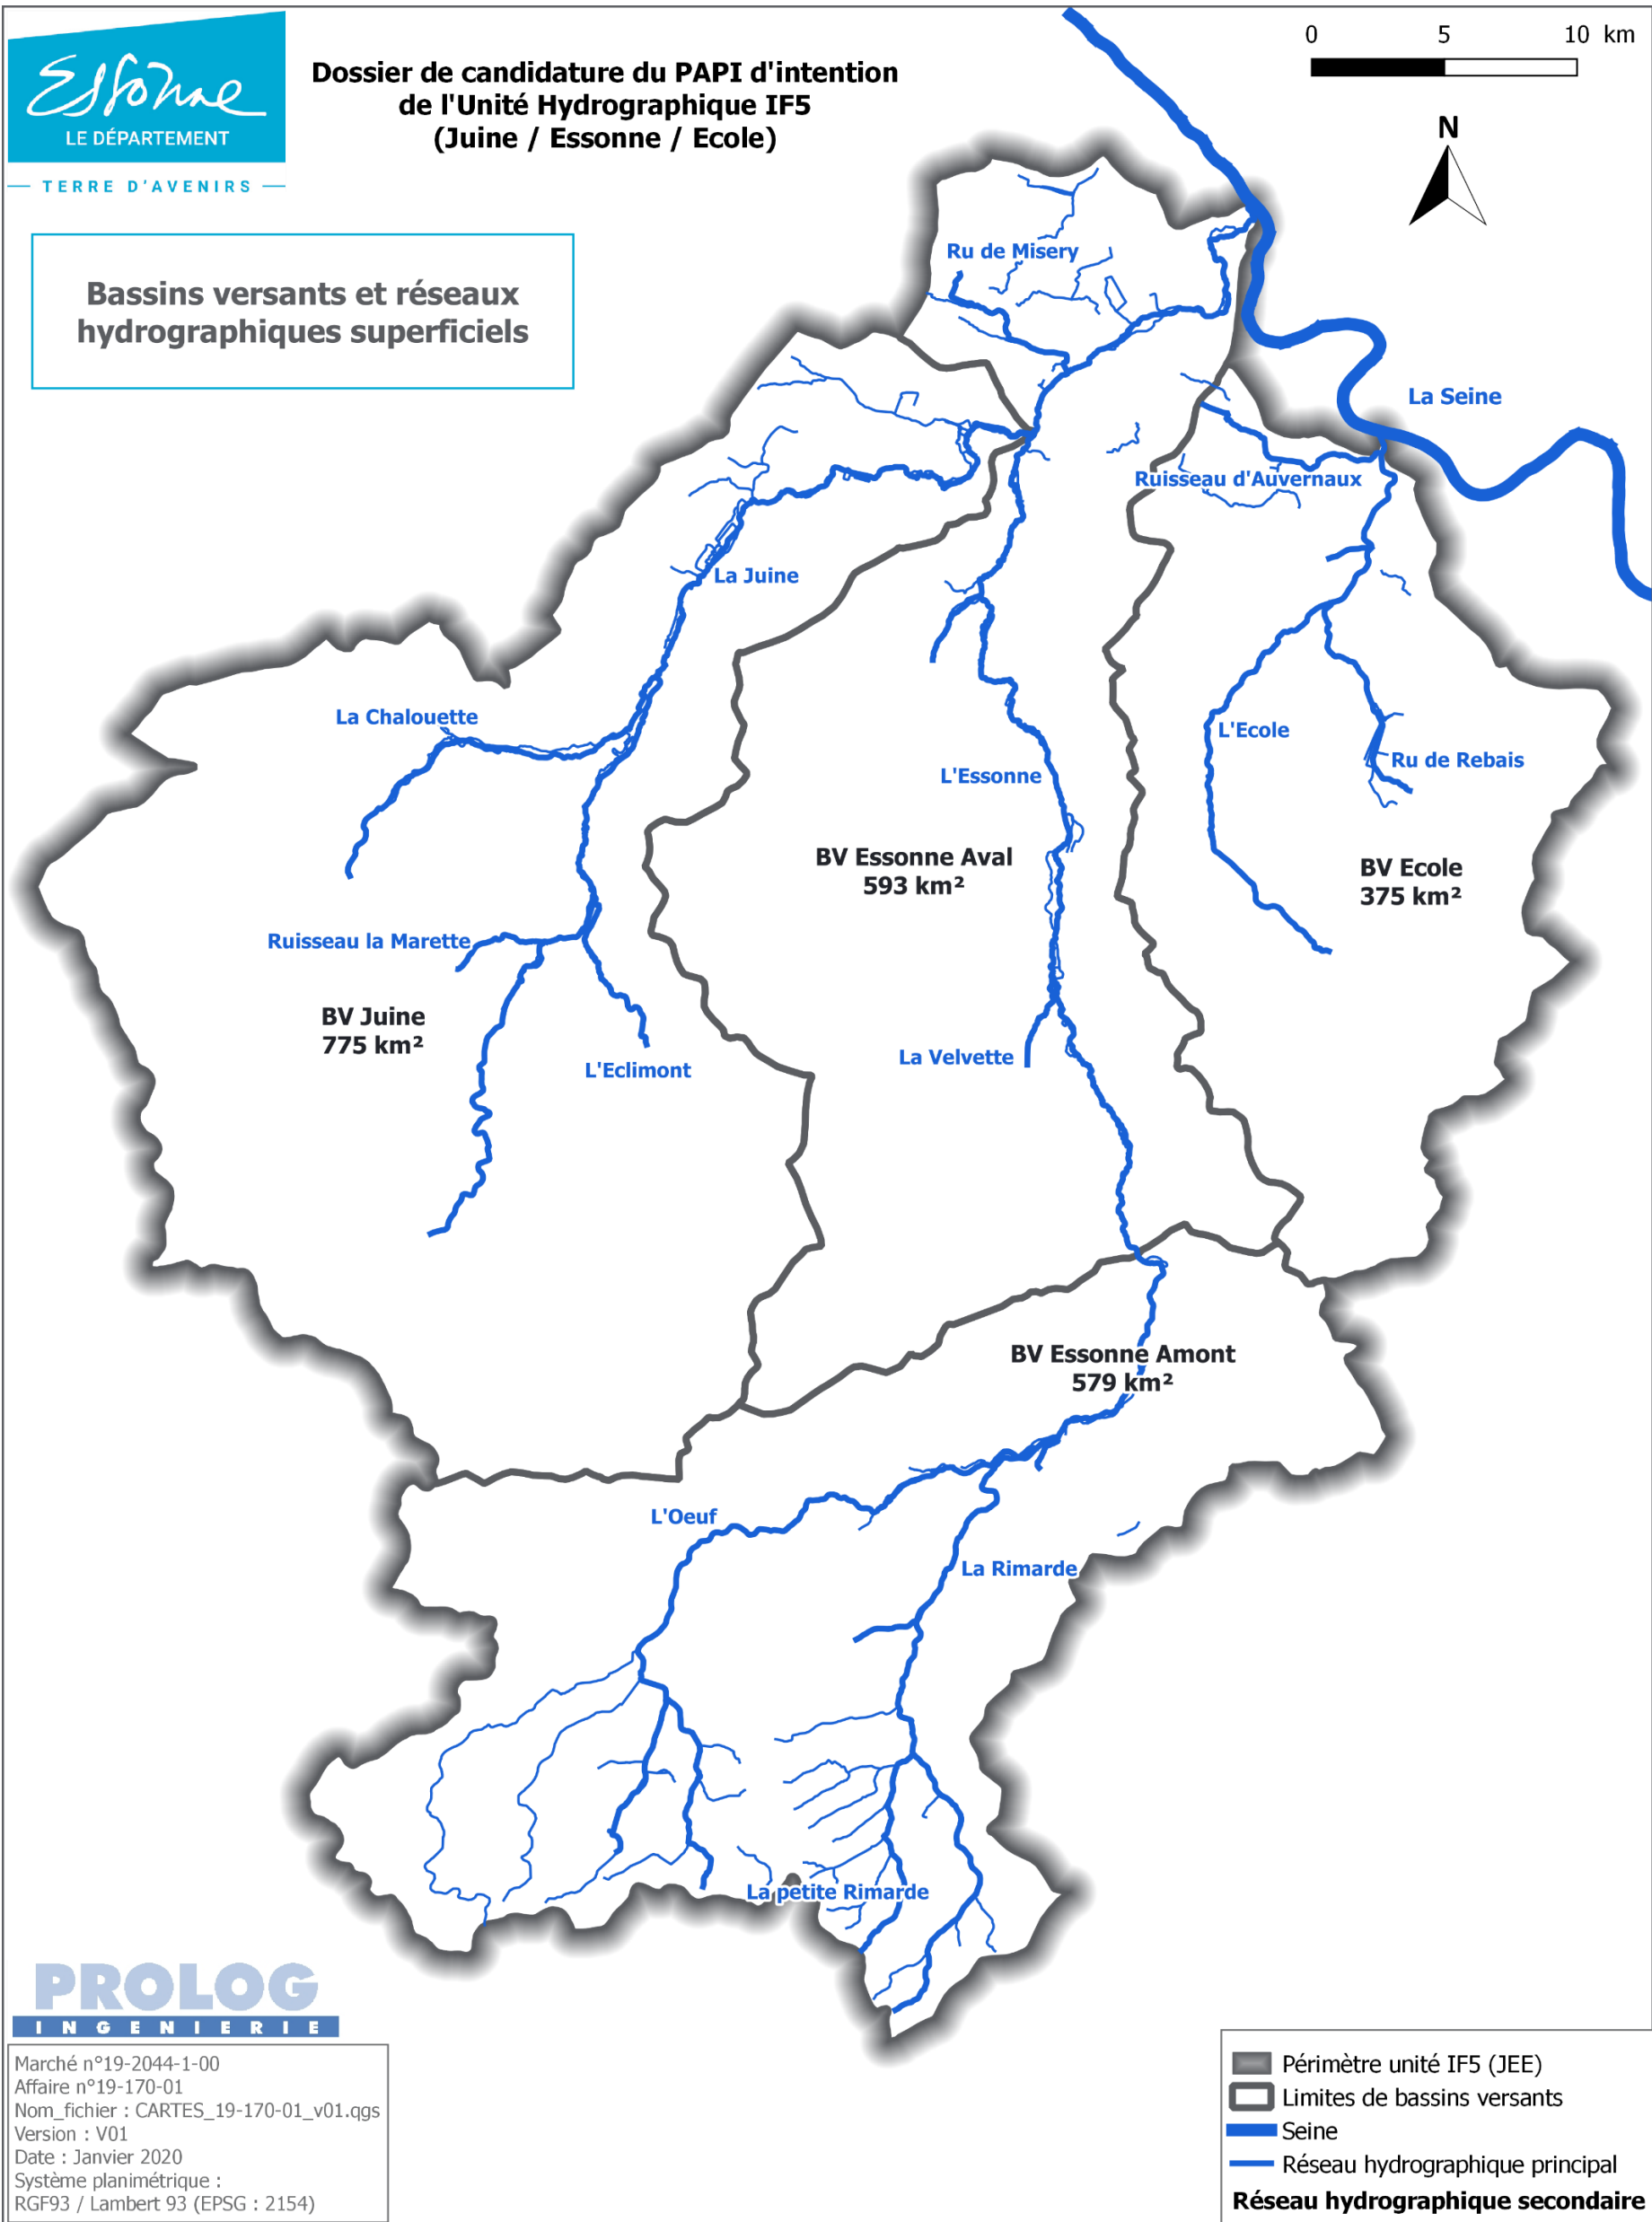 Essonne
LE DÉPARTEMENT
TERRE D'AVENIRS
Dossier de candidature du PAPI d'intention
de l'Unité Hydrographique IF5
(Juine / Essonne / Ecole)
0 5 10 km
N
Bassins versants et réseaux
hydrographiques superficiels
Ru de Misery
La Seine
Ruisseau d'Auvernaux
La Juine
La Chalouette
L'Ecole
Ru de Rebais
L'Essonne
BV Essonne Aval
593 km²
BV Ecole
375 km²
Ruisseau la Marette
BV Juine
775 km²
La Velvette
L'Eclimont
BV Essonne Amont
579 km²
L'Oeuf
La Rimarde
La petite Rimarde
PROLOG
INGENIERIE
Marché n°19-2044-1-00
Affaire n°19-170-01
Nom_fichier : CARTES_19-170-01_v01.qgs
Version : V01
Date : Janvier 2020
Système planimétrique :
RGF93 / Lambert 93 (EPSG : 2154)
Périmètre unité IF5 (JEE)
Limites de bassins versants
Seine
Réseau hydrographique principal
Réseau hydrographique secondaire